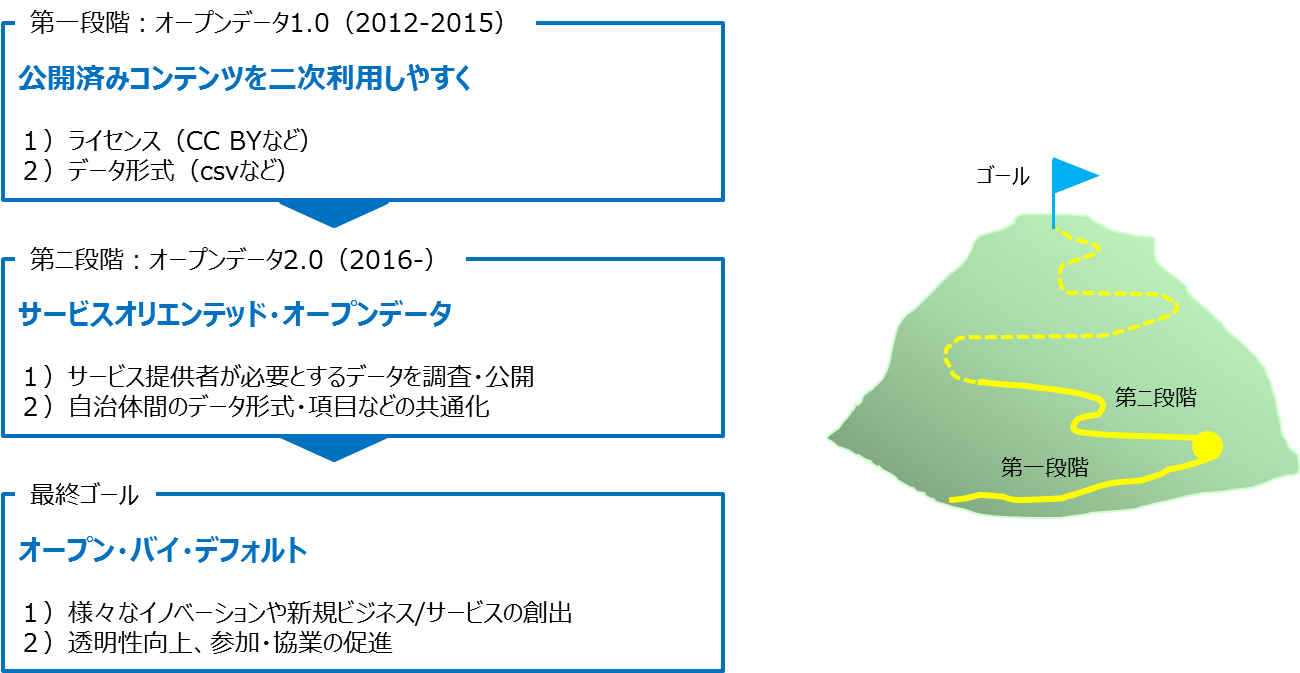 第一段階：オープンデータ1.0（2012-2015）
公開済みコンテンツを二次利用しやすく
１）ライセンス（CC BYなど）
２）データ形式（csvなど）
第二段階：オープンデータ2.0（2016-）
サービスオリエンテッド・オープンデータ
１）サービス提供者が必要とするデータを調査・公開
２）自治体間のデータ形式・項目などの共通化
最終ゴール
オープン・バイ・デフォルト
１）様々なイノベーションや新規ビジネス/サービスの創出
２）透明性向上、参加・協業の促進
ゴール
第二段階
第一段階